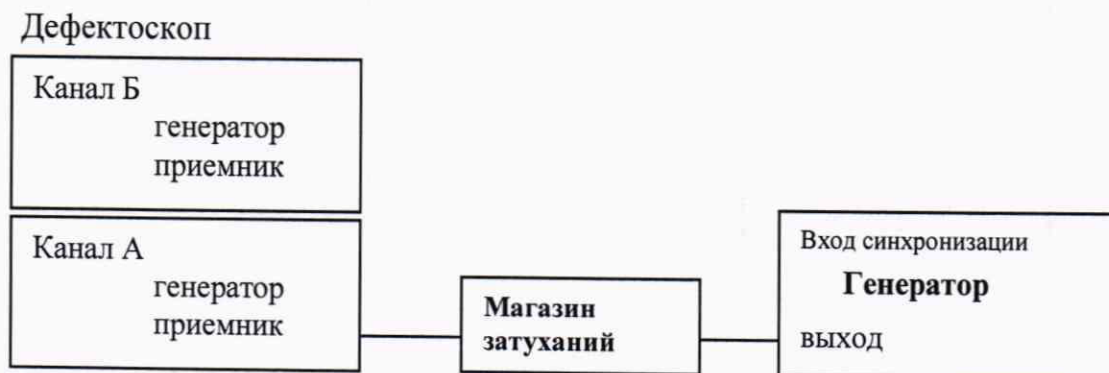 Дефектоскоп
Канал Б
генератор
приемник
Канал А
генератор
приемник
Магазин
затуханий
Вход синхронизации
Генератор
выход